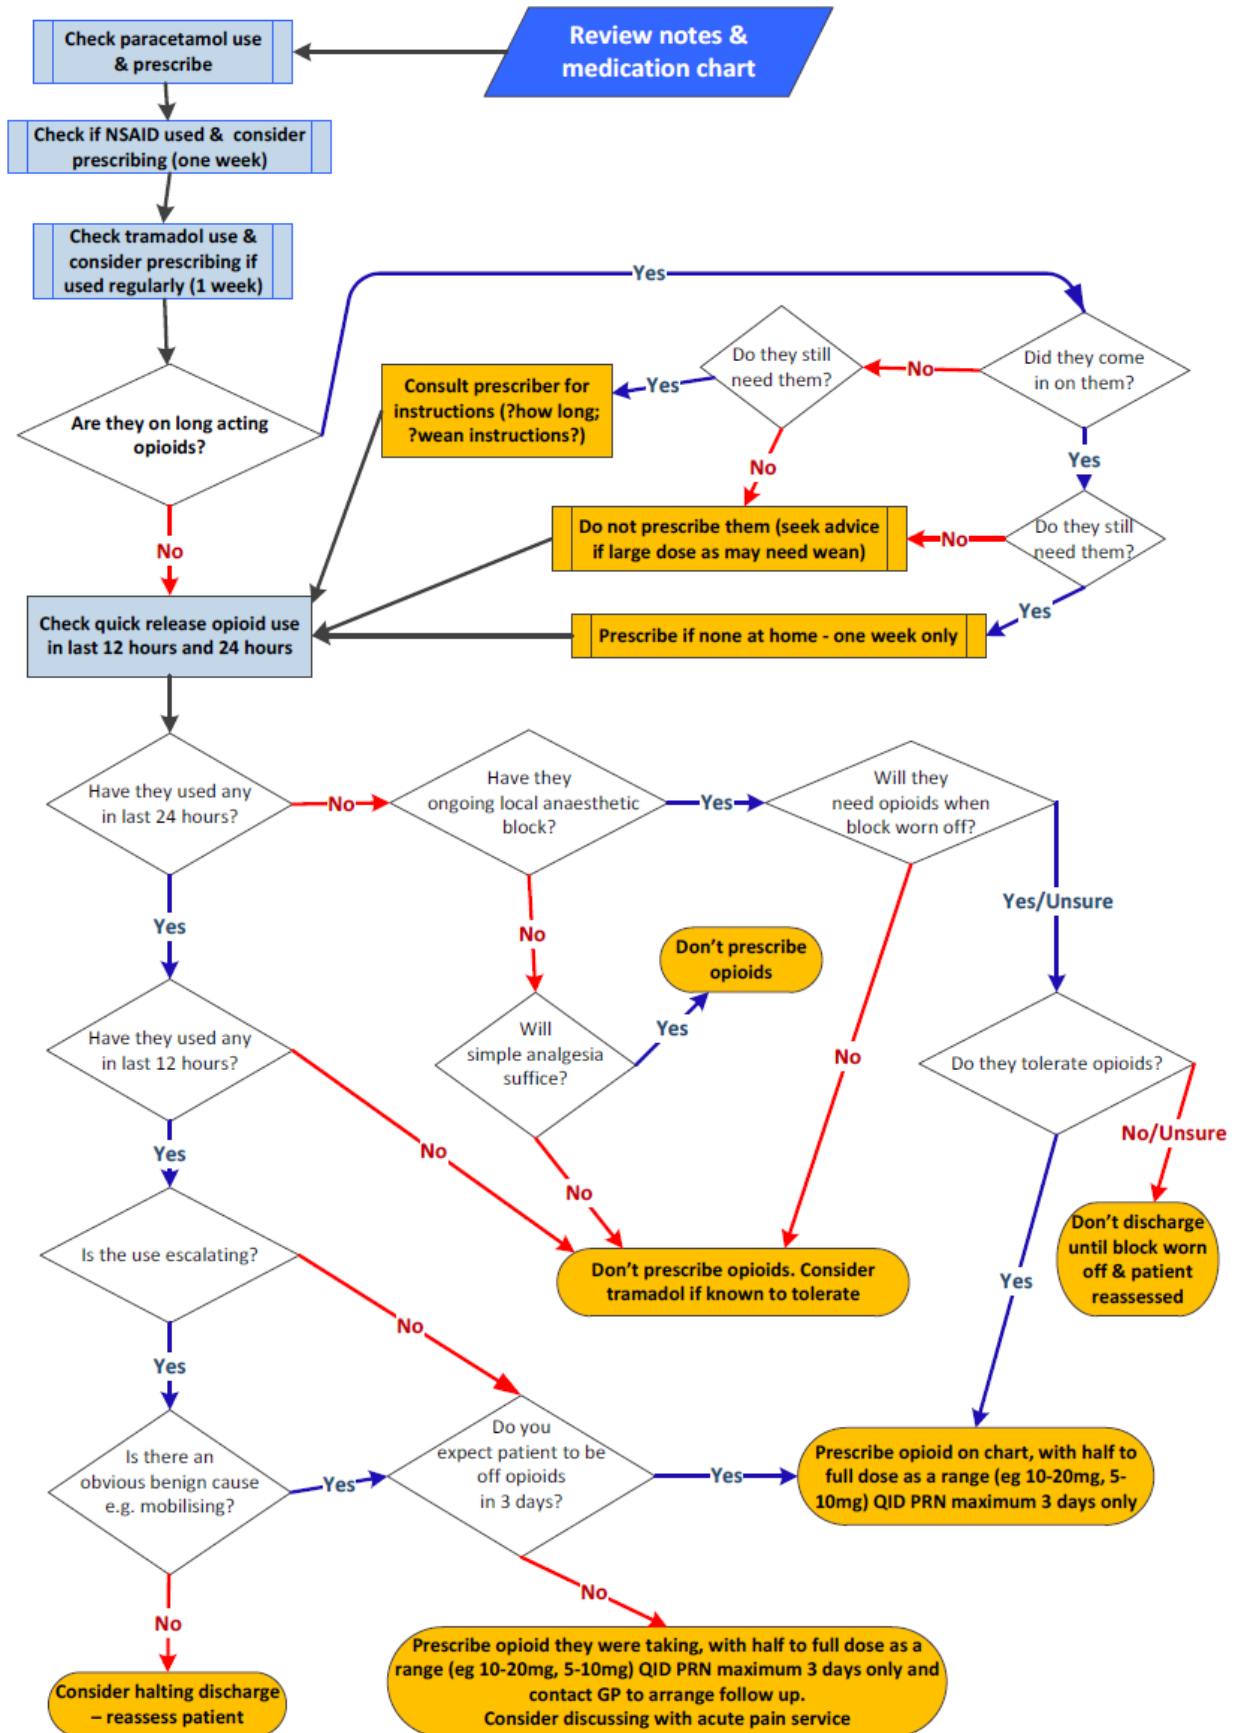 Review notes &
medication chart
Check paracetamol use
& prescribe
Check if NSAID used &  consider
prescribing (one week)
Check tramadol use &
consider prescribing if
used regularly (1 week)
Yes
Are they on long acting
opioids?
No
Did they come
in on them?
No
Do they still
need them?
Yes
Consult prescriber for
instructions (?how long;
?wean instructions?)
No
Yes
Do they still
need them?
No
Do not prescribe them (seek advice
if large dose as may need wean)
Yes
Prescribe if none at home - one week only
Check quick release opioid use
in last 12 hours and 24 hours
Have they used any
in last 24 hours?
No
Have they
ongoing local anaesthetic
block?
Yes
Will they
need opioids when
block worn off?
Yes/Unsure
Yes
No
Don't prescribe
opioids
Yes
Will
simple analgesia
suffice?
No
Have they used any
in last 12 hours?
No
No
Do they tolerate opioids?
No/Unsure
Yes
Don't discharge
until block worn
off & patient
reassessed
Yes
Is the use escalating?
Don't prescribe opioids. Consider
tramadol if known to tolerate
No
Yes
Is there an
obvious benign cause
e.g. mobilising?
Yes
Do you
expect patient to be
off opioids
in 3 days?
Yes
Prescribe opioid on chart, with half to
full dose as a range (eg 10-20mg, 5-
10mg) QID PRN maximum 3 days only
No
No
Consider halting discharge
– reassess patient
Prescribe opioid they were taking, with half to full dose as a
range (eg 10-20mg, 5-10mg) QID PRN maximum 3 days only and
contact GP to arrange follow up.
Consider discussing with acute pain service